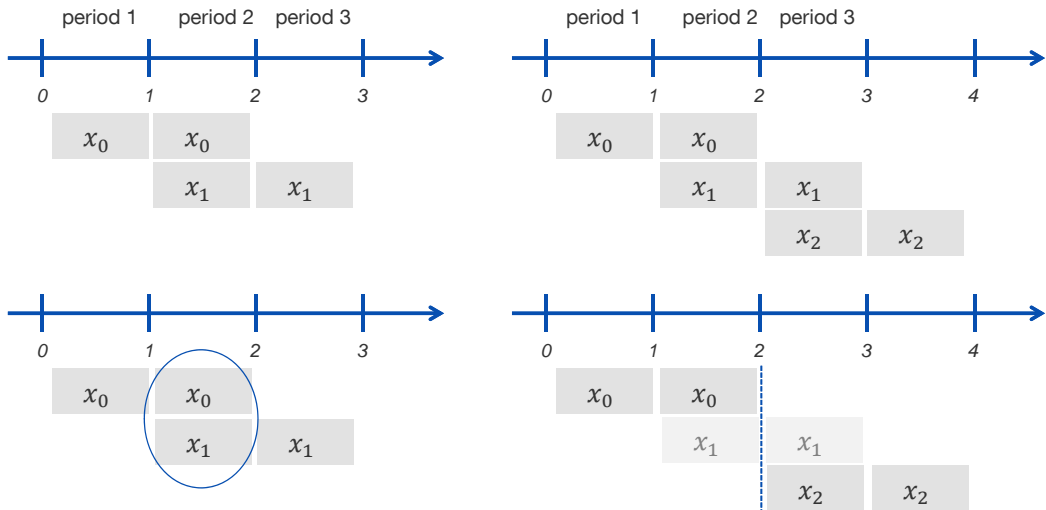 period 1 period 2 period 3
0 1 2 3
x₀ x₀
x₁ x₁
period 1 period 2 period 3
0 1 2 3 4
x₀ x₀
x₁ x₁
x₂ x₂
0 1 2 3
x₀ x₀
x₁ x₁
0 1 2 3 4
x₀ x₀
x₁ x₁
x₂ x₂